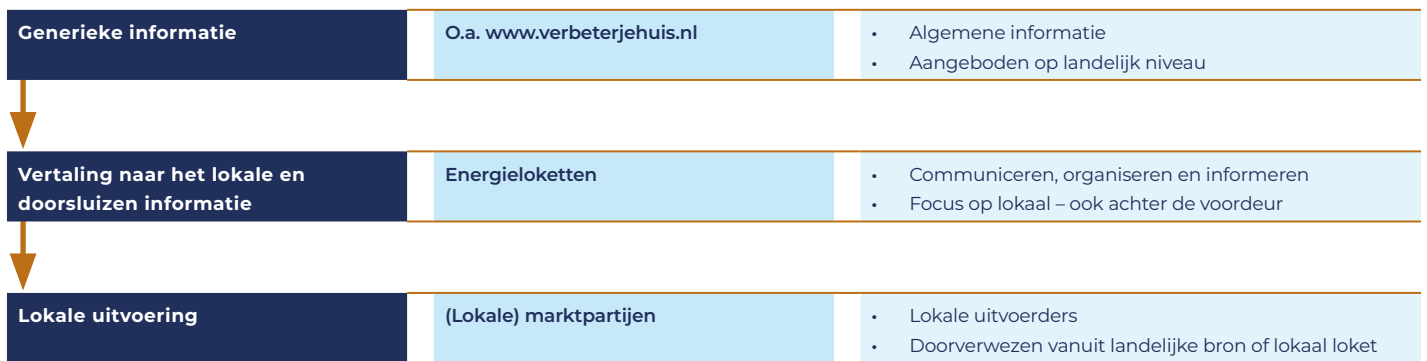 Generieke informatie
O.a. www.verbeterjehuis.nl
• Algemene informatie
• Aangeboden op landelijk niveau
Vertaling naar het lokale en
doorsluizen informatie
Energieloketten
• Communiceren, organiseren en informeren
• Focus op lokaal – ook achter de voordeur
Lokale uitvoering
(Lokale) marktpartijen
• Lokale uitvoerders
• Doorverwezen vanuit landelijke bron of lokaal loket